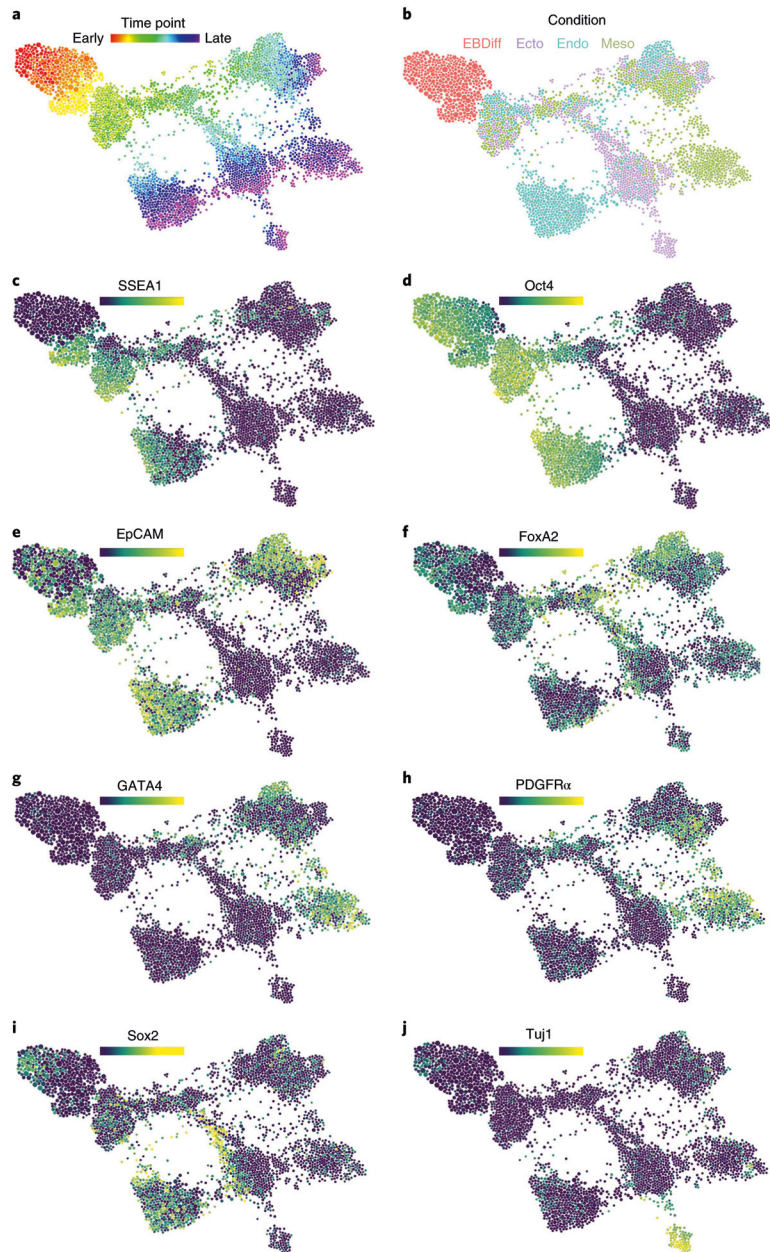 a
Time point
Early Late
b
Condition
EBDiff Ecto Endo Meso
c
SSEA1
d
Oct4
e
EpCAM
f
FoxA2
g
GATA4
h
PDGFRα
i
Sox2
j
Tuj1